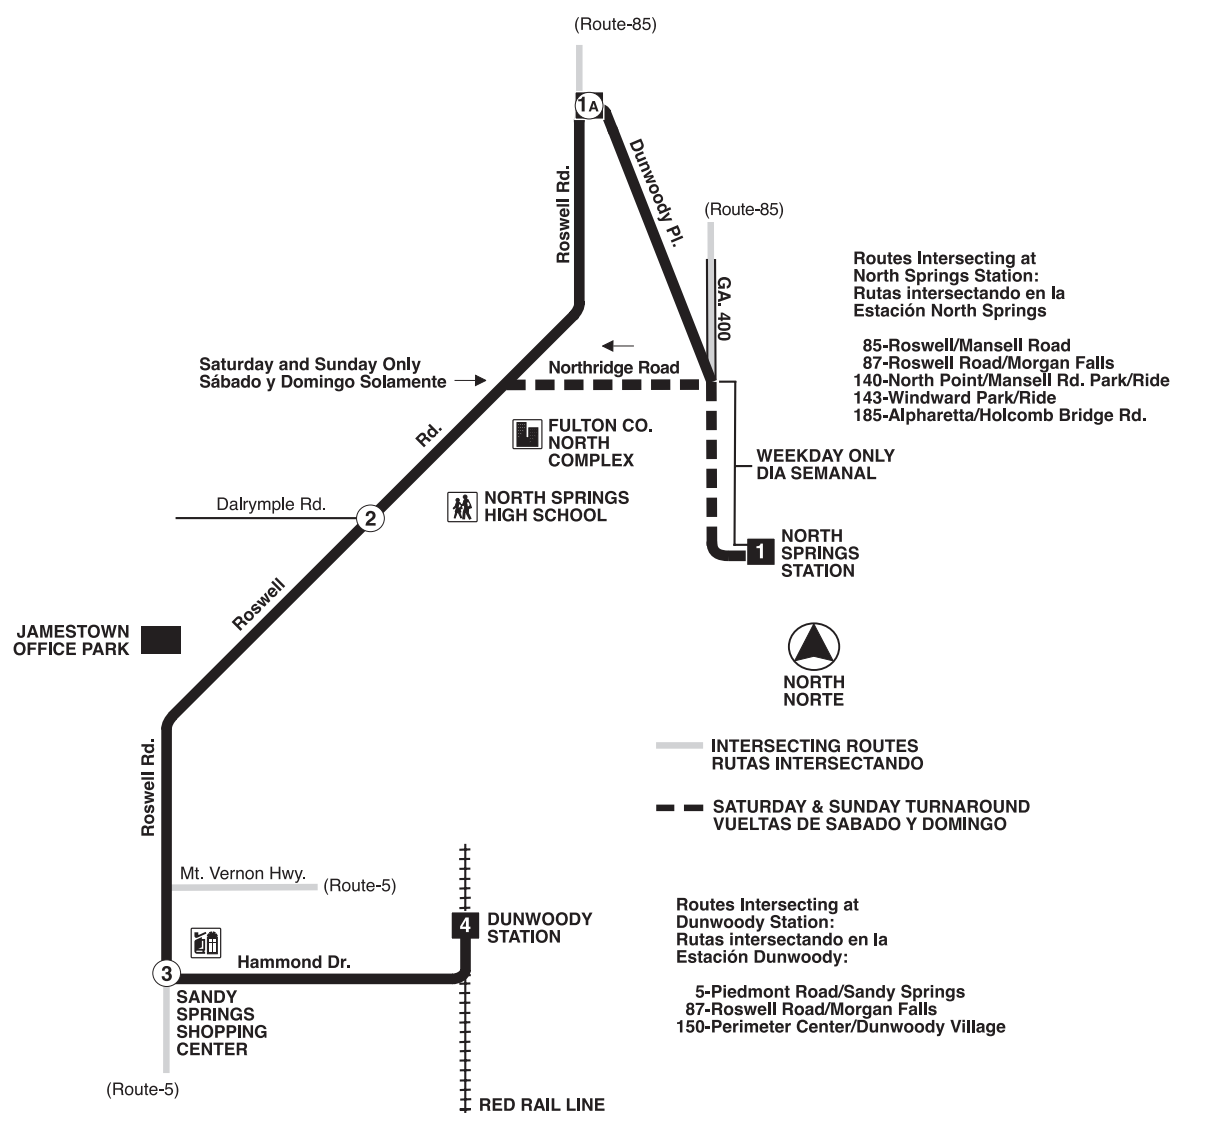 (Route-85)
1A
Roswell Rd.
Dunwoody Pl.
(Route-85)
GA. 400
Routes Intersecting at
North Springs Station:
Rutas intersectando en la
Estación North Springs
85-Roswell/Mansell Road
87-Roswell Road/Morgan Falls
140-North Point/Mansell Rd. Park/Ride
143-Windward Park/Ride
185-Alpharetta/Holcomb Bridge Rd.
Saturday and Sunday Only
Sábado y Domingo Solamente
Northridge Road
Rd.
FULTON CO.
NORTH
COMPLEX
WEEKDAY ONLY
DIA SEMANAL
NORTH SPRINGS
HIGH SCHOOL
Dalrymple Rd.
2
1
NORTH
SPRINGS
STATION
Roswell
JAMESTOWN
OFFICE PARK
NORTH
NORTE
INTERSECTING ROUTES
RUTAS INTERSECTANDO
SATURDAY & SUNDAY TURNAROUND
VUELTAS DE SABADO Y DOMINGO
Roswell Rd.
Mt. Vernon Hwy.
(Route-5)
4
DUNWOODY
STATION
Hammond Dr.
3
SANDY
SPRINGS
SHOPPING
CENTER
(Route-5)
RED RAIL LINE
Routes Intersecting at
Dunwoody Station:
Rutas intersectando en la
Estación Dunwoody:
5-Piedmont Road/Sandy Springs
87-Roswell Road/Morgan Falls
150-Perimeter Center/Dunwoody Village